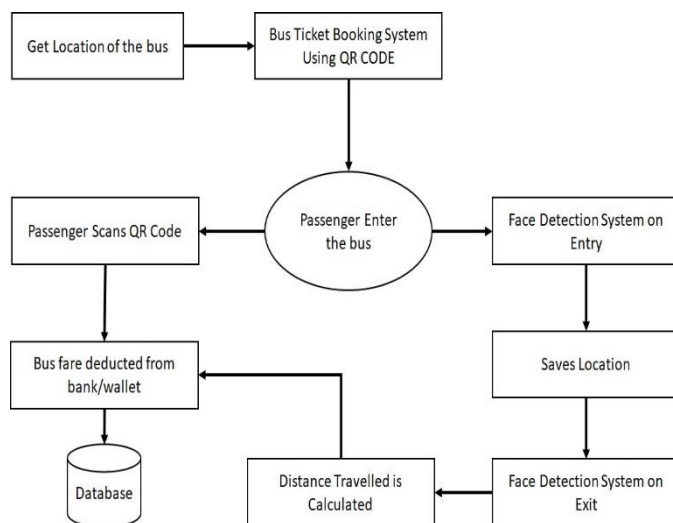 Get Location of the bus
Bus Ticket Booking System
Using QR CODE
Passenger Scans QR Code
Passenger Enter
the bus
Face Detection System on
Entry
Bus fare deducted from
bank/wallet
Saves Location
Database
Distance Travelled is
Calculated
Face Detection System on
Exit